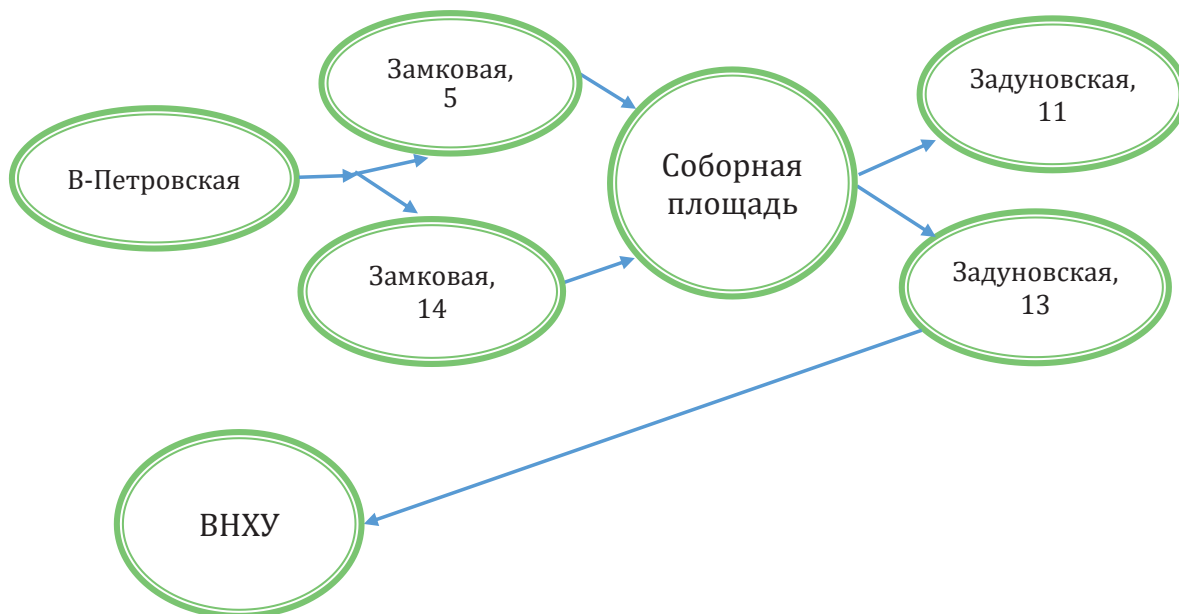 В-Петровская
Замковая,
5
Замковая,
14
Соборная
площадь
Задуновская,
11
Задуновская,
13
ВНХУ